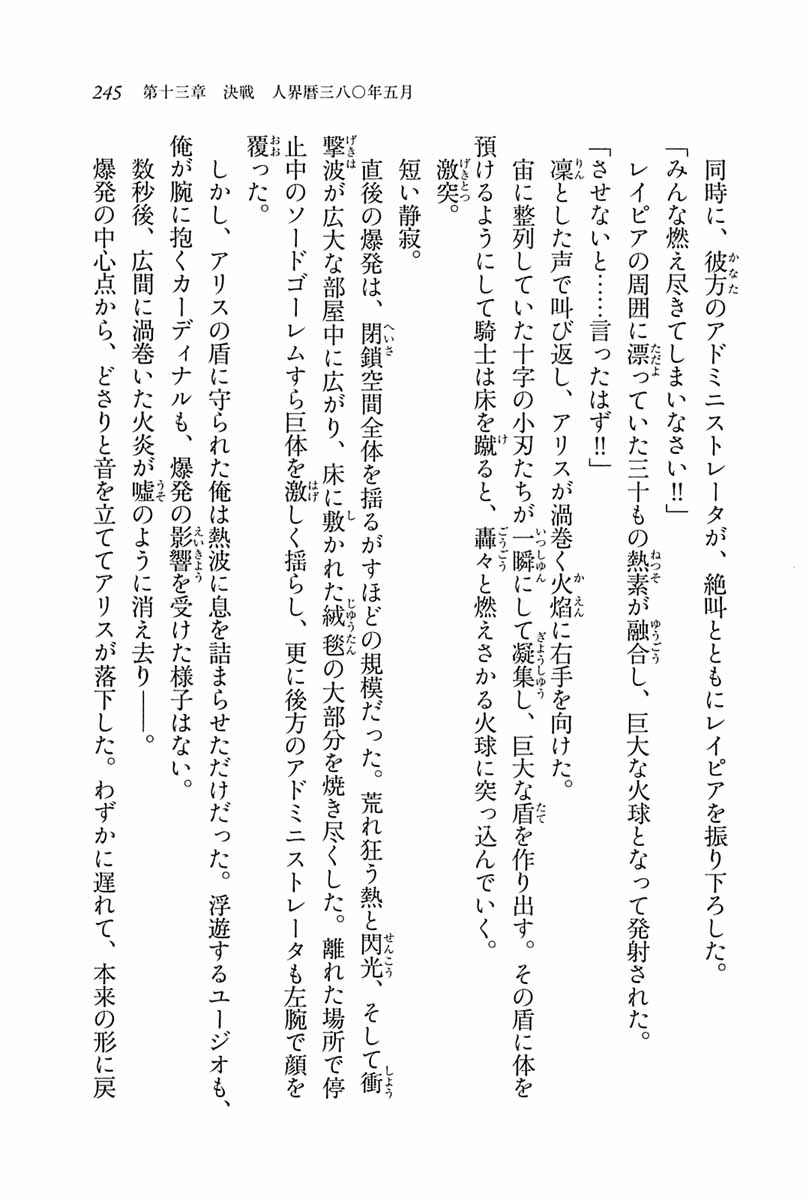 245　第十三章　決戦　人界暦三八〇年五月
　同時に、彼方のアドミニストレータが、絶叫とともにレイピアを振り下ろした。
「みんな燃え尽きてしまいなさい!!」
　レイピアの周囲に漂っていた三十もの熱素が融合し、巨大な火球となって発射された。
「させないと……言ったはず!!」
　凜とした声で叫び返し、アリスが渦巻く火焰に右手を向けた。
　宙に整列していた十字の小刃たちが一瞬にして凝集し、巨大な盾を作り出す。その盾に体を
預けるようにして騎士は床を蹴ると、轟々と燃えさかる火球に突っ込んでいく。
　激突。
　短い静寂。
　直後の爆発は、閉鎖空間全体を揺るがすほどの規模だった。荒れ狂う熱と閃光、そして衝
撃波が広大な部屋中に広がり、床に敷かれた絨毯の大部分を焼き尽くした。離れた場所で停
止中のソードゴーレムすら巨体を激しく揺らし、更に後方のアドミニストレータも左腕で顔を
覆った。
　しかし、アリスの盾に守られた俺は熱波に息を詰まらせただけだった。浮遊するユージオも、
俺が腕に抱くカーディナルも、爆発の影響を受けた様子はない。
　数秒後、広間に渦巻いた火炎が嘘のように消え去り――。
　爆発の中心点から、どさりと音を立ててアリスが落下した。わずかに遅れて、本来の形に戻